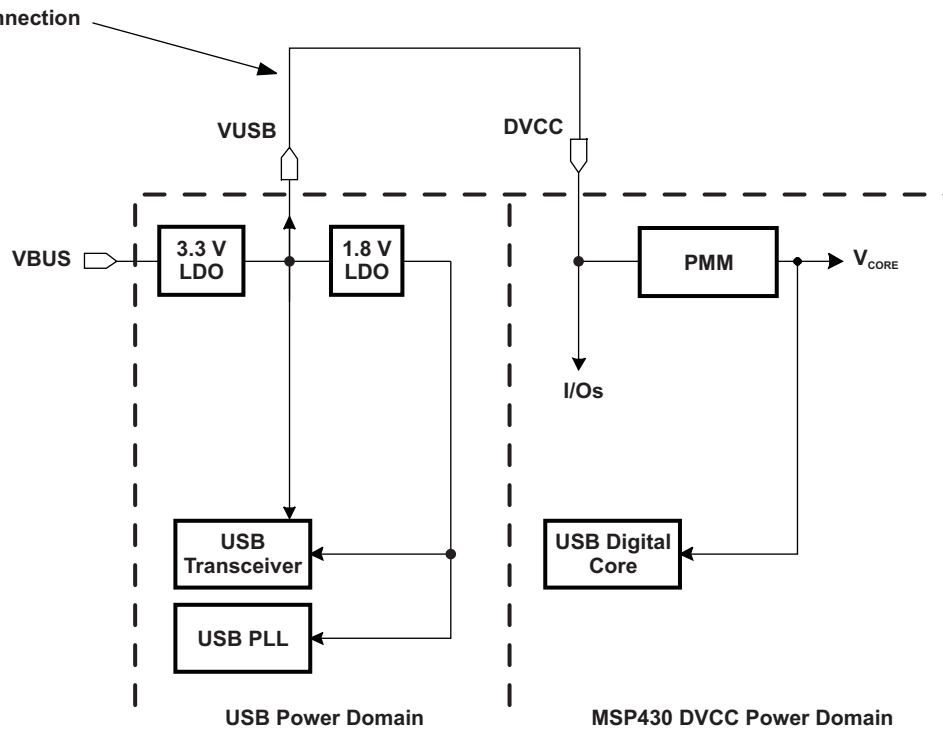 VUSB
DVCC
VBUS
3.3 V
LDO
1.8 V
LDO
PMM
VCORE
I/Os
USB
Transceiver
USB Digital
Core
USB PLL
USB Power Domain
MSP430 DVCC Power Domain